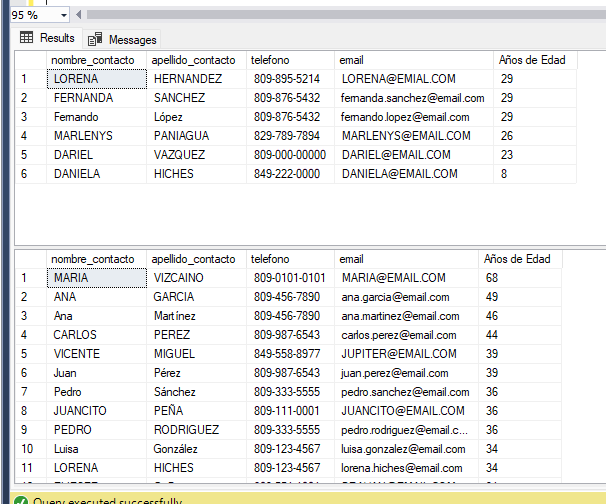 95 %
Results Messages
nombre_contacto apellido_contacto telefono email Años de Edad
1 LORENA HERNANDEZ 809-895-5214 LORENA@EMIAL.COM 29
2 FERNANDA SANCHEZ 809-876-5432 fernanda.sanchez@email.com 29
3 Fernando López 809-876-5432 fernando.lopez@email.com 29
4 MARLENYS PANIAGUA 829-789-7894 MARLENYS@EMAIL.COM 26
5 DARIEL VAZQUEZ 809-000-00000 DARIEL@EMAIL.COM 23
6 DANIELA HICHES 849-222-0000 DANIELA@EMAIL.COM 8
nombre_contacto apellido_contacto telefono email Años de Edad
1 MARIA VIZCAINO 809-0101-0101 MARIA@EMAIL.COM 68
2 ANA GARCIA 809-456-7890 ana.garcia@email.com 49
3 Ana Martínez 809-456-7890 ana.martinez@email.com 46
4 CARLOS PEREZ 809-987-6543 carlos.perez@email.com 44
5 VICENTE MIGUEL 849-558-8977 JUPITER@EMAIL.COM 39
6 Juan Pérez 809-987-6543 juan.perez@email.com 39
7 Pedro Sánchez 809-333-5555 pedro.sanchez@email.com 36
8 JUANCITO PEÑA 809-111-0001 JUANCITO@EMAIL.COM 36
9 PEDRO RODRIGUEZ 809-333-5555 pedro.rodriguez@email.c... 36
10 Luisa González 809-123-4567 luisa.gonzalez@email.com 34
11 LORENA HICHES 809-123-4567 lorena.hiches@email.com 34
Query executed successfully